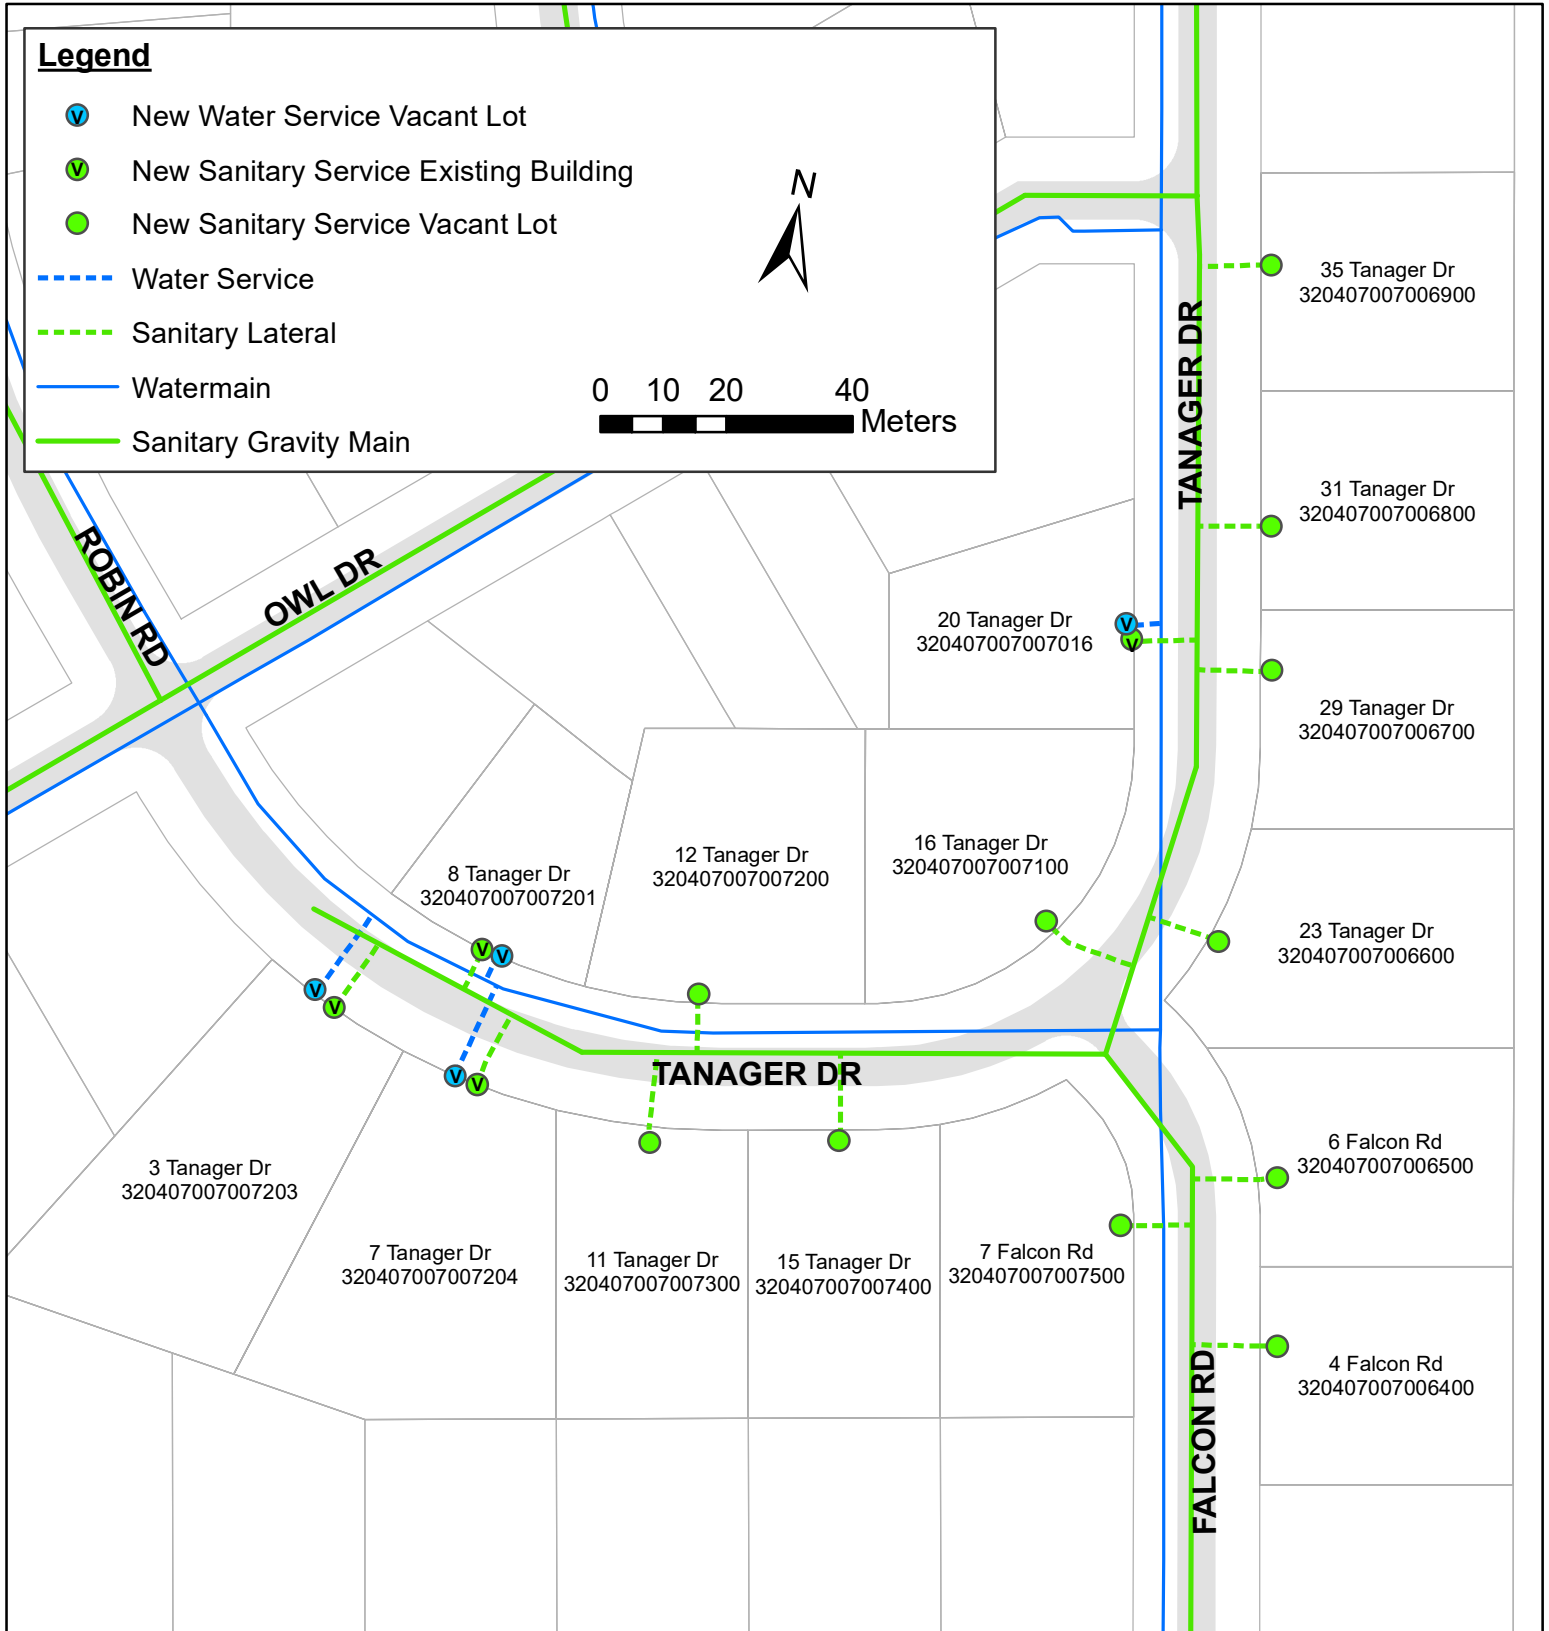 Legend
V New Water Service Vacant Lot
V New Sanitary Service Existing Building
New Sanitary Service Vacant Lot
Water Service
Sanitary Lateral
Watermain
Sanitary Gravity Main
N
0 10 20 40
Meters
ROBIN RD
OWL DR
TANAGER DR
35 Tanager Dr
320407007006900
31 Tanager Dr
320407007006800
20 Tanager Dr
320407007007016
V
V
29 Tanager Dr
320407007006700
8 Tanager Dr
320407007007201
12 Tanager Dr
320407007007200
16 Tanager Dr
320407007007100
23 Tanager Dr
320407007006600
V V
V
V
V
V
TANAGER DR
3 Tanager Dr
320407007007203
7 Tanager Dr
320407007007204
11 Tanager Dr
320407007007300
15 Tanager Dr
320407007007400
7 Falcon Rd
320407007007500
6 Falcon Rd
320407007006500
4 Falcon Rd
320407007006400
FALCON RD